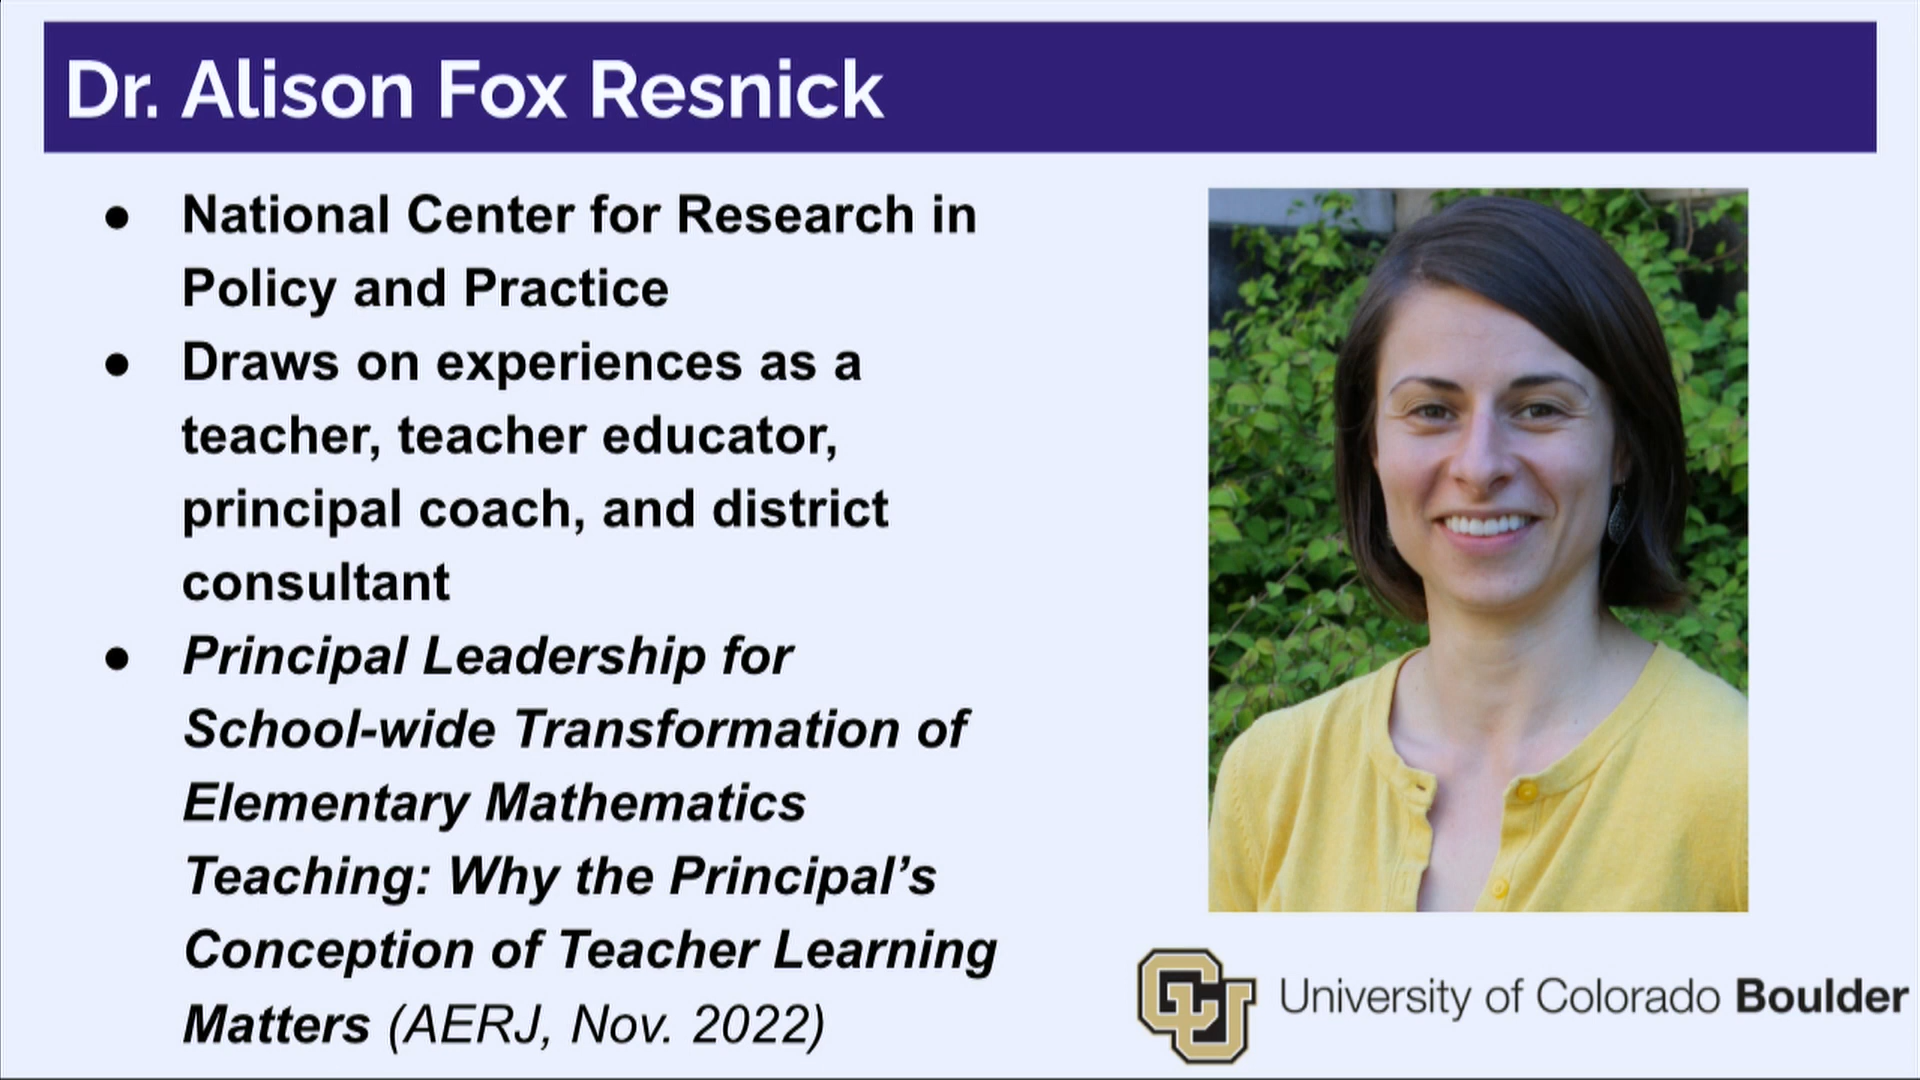 Dr. Alison Fox Resnick
● National Center for Research in
Policy and Practice
● Draws on experiences as a
teacher, teacher educator,
principal coach, and district
consultant
● Principal Leadership for
School-wide Transformation of
Elementary Mathematics
Teaching: Why the Principal’s
Conception of Teacher Learning
Matters (AERJ, Nov. 2022)
CU University of Colorado Boulder